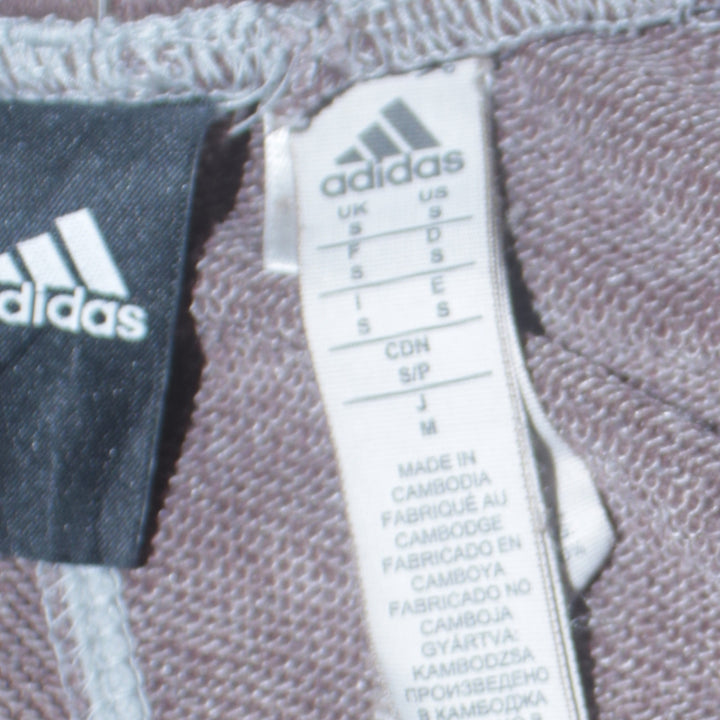 adidas
adidas
UK US
S S
F D
S S
I E
S S
CDN
S/P
J
M
MADE IN
CAMBODIA
FABRIQUÉ AU
CAMBODGE
FABRICADO EN
CAMBOYA
FABRICADO NO
CAMBOJA
GYÁRTVA:
KAMBODZSA
ПРОИЗВЕДЕНО
В КАМБОДЖА